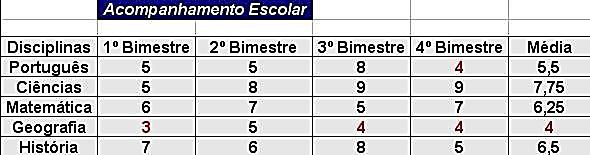 Acompanhamento Escolar
Disciplinas 1º Bimestre 2º Bimestre 3º Bimestre 4º Bimestre Média
Português 5 5 8 4 5,5
Ciências 5 8 9 9 7,75
Matemática 6 7 5 7 6,25
Geografia 3 5 4 4 4
História 7 6 8 5 6,5